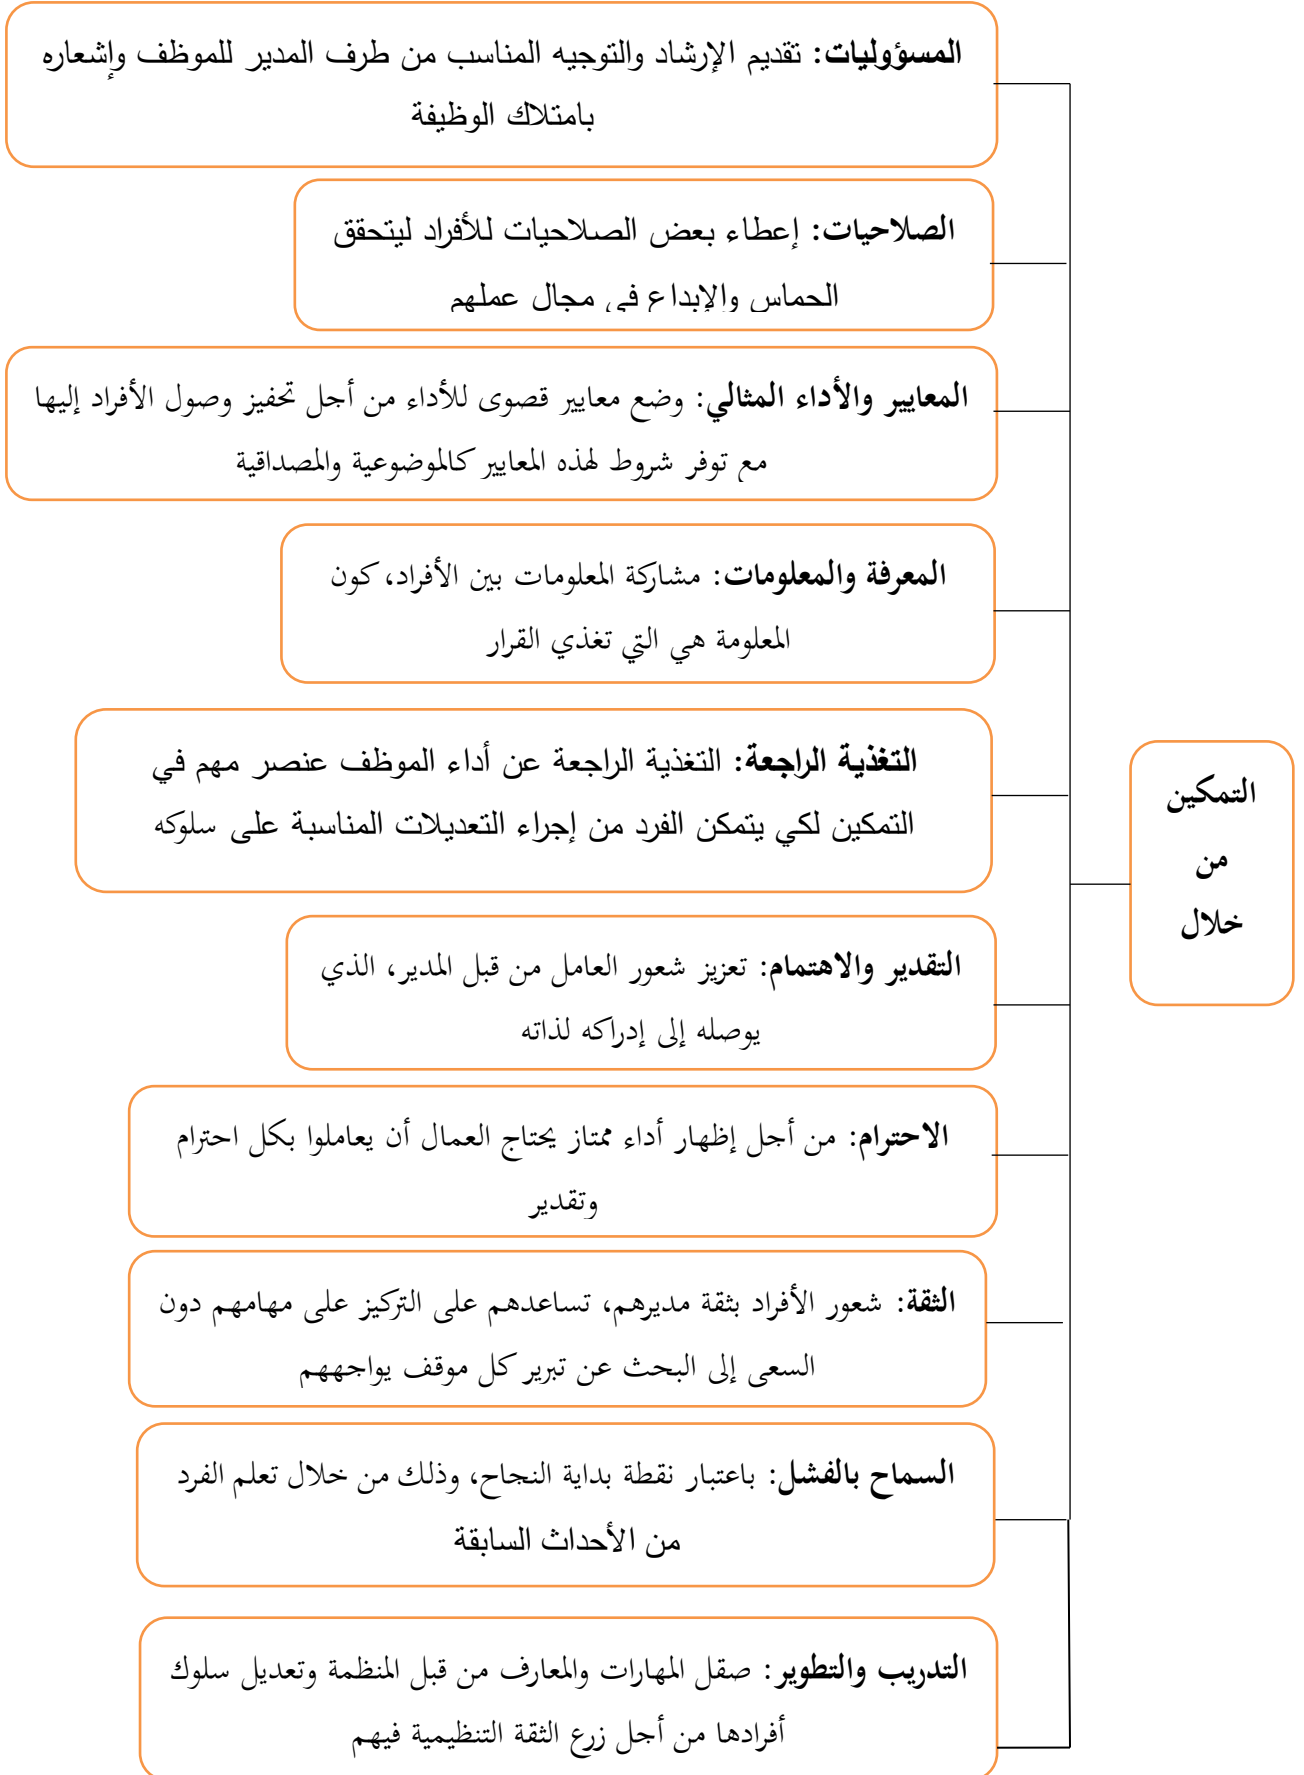 المسؤوليات: تقديم الإرشاد والتوجيه المناسب من طرف المدير للموظف وإشعاره
بامتلاك الوظيفة
الصلاحيات: إعطاء بعض الصلاحيات للأفراد ليتحقق
الحماس والإبداع في مجال عملهم
المعايير والأداء المثالي: وضع معايير قصوى للأداء من أجل تحفيز وصول الأفراد إليها
مع توفر شروط لهذه المعايير كالموضوعية والمصداقية
المعرفة والمعلومات: مشاركة المعلومات بين الأفراد، كون
المعلومة هي التي تغذي القرار
التغذية الراجعة: التغذية الراجعة عن أداء الموظف عنصر مهم في
التمكين لكي يتمكن الفرد من إجراء التعديلات المناسبة على سلوكه
التمكين
من
خلال
التقدير والاهتمام: تعزيز شعور العامل من قبل المدير، الذي
يوصله إلى إدراكه لذاته
الاحترام: من أجل إظهار أداء ممتاز يحتاج العمال أن يعاملوا بكل احترام
وتقدير
الثقة: شعور الأفراد بثقة مديرهم، تساعدهم على التركيز على مهامهم دون
السعى إلى البحث عن تبرير كل موقف يواجههم
السماح بالفشل: باعتبار نقطة بداية النجاح، وذلك من خلال تعلم الفرد
من الأحداث السابقة
التدريب والتطوير: صقل المهارات والمعارف من قبل المنظمة وتعديل سلوك
أفرادها من أجل زرع الثقة التنظيمية فيهم